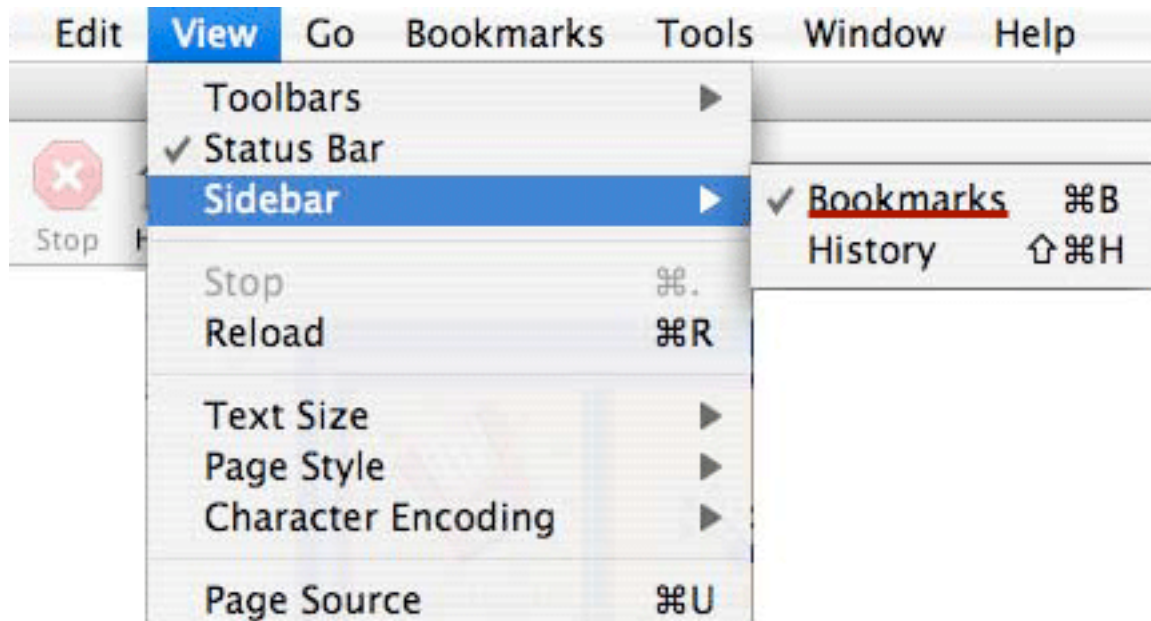 Edit View Go Bookmarks Tools Window Help
Toolbars
✓ Status Bar
Sidebar
✓ Bookmarks ⌘B
History ⇧⌘H
Stop
Stop ⌘.
Reload ⌘R
Text Size
Page Style
Character Encoding
Page Source ⌘U